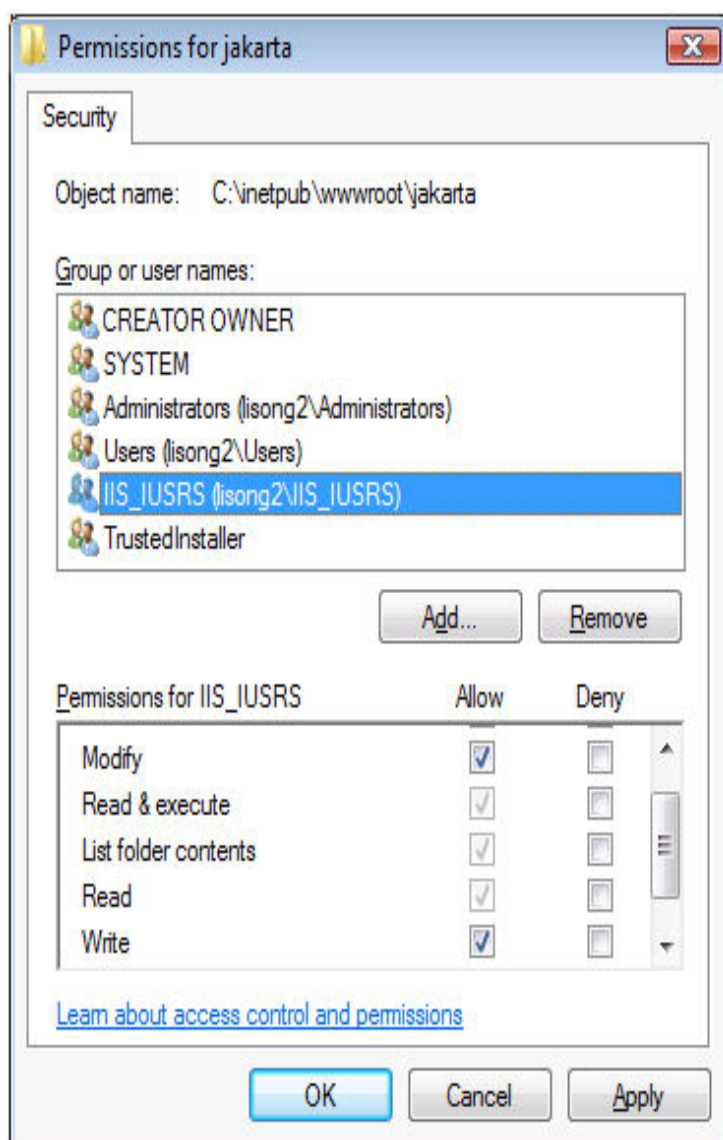 Permissions for jakarta
Security
Object name: C:\inetpub\wwwroot\jakarta
Group or user names:
CREATOR OWNER
SYSTEM
Administrators (lisong2\Administrators)
Users (lisong2\Users)
IIS_IUSRS (lisong2\IIS_IUSRS)
TrustedInstaller
Add... Remove
Permissions for IIS_IUSRS Allow Deny
Modify
Read & execute
List folder contents
Read
Write
Learn about access control and permissions
OK Cancel Apply